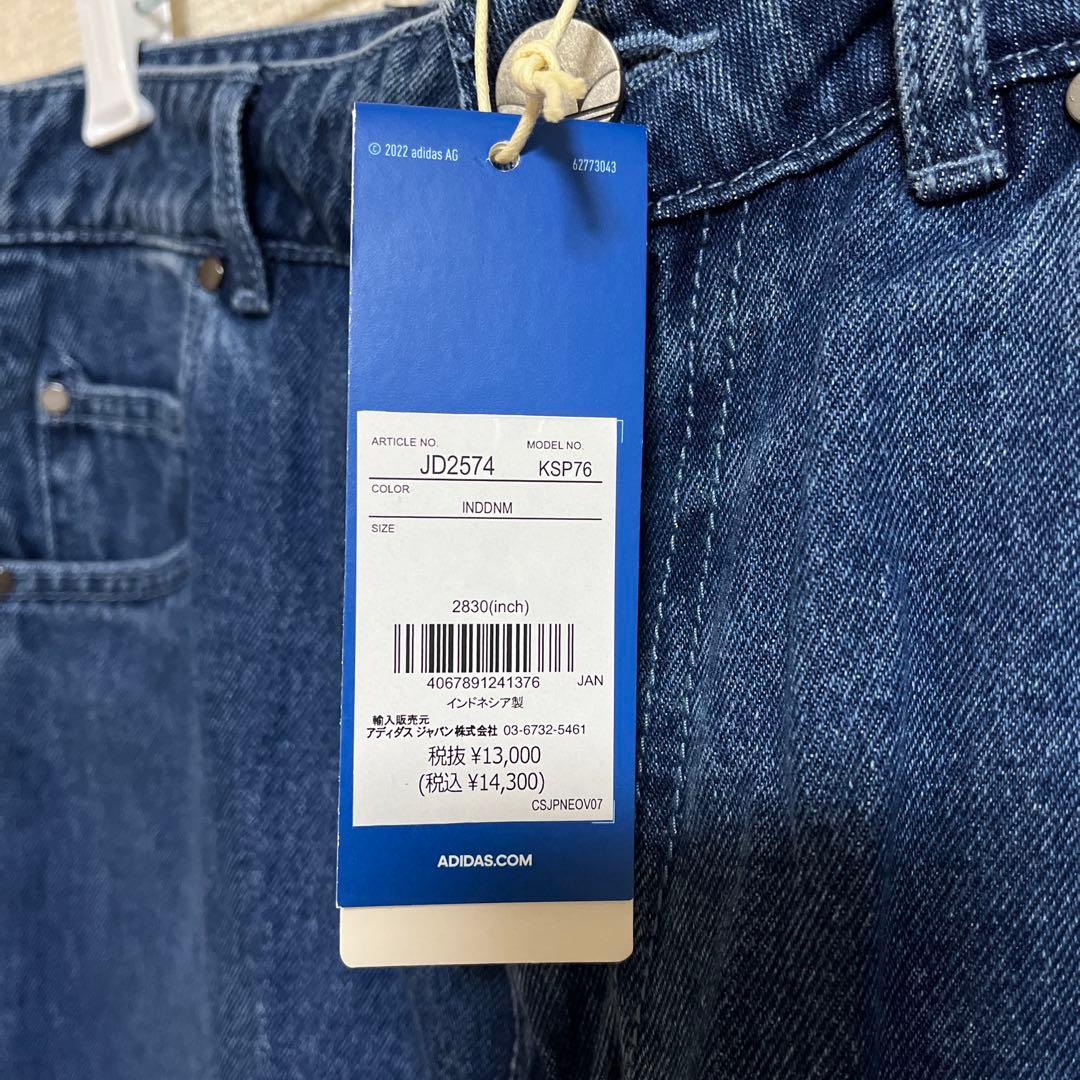 © 2022 adidas AG 62773043
ARTICLE NO. MODEL NO.
JD2574 KSP76
COLOR
INDDNM
SIZE
2830(inch)
4067891241376 JAN
インドネシア製
輸入販売元
アディダス ジャパン株式会社 03-6732-5461
税抜 ¥13,000
(税込 ¥14,300)
CSJPNEOV07
ADIDAS.COM